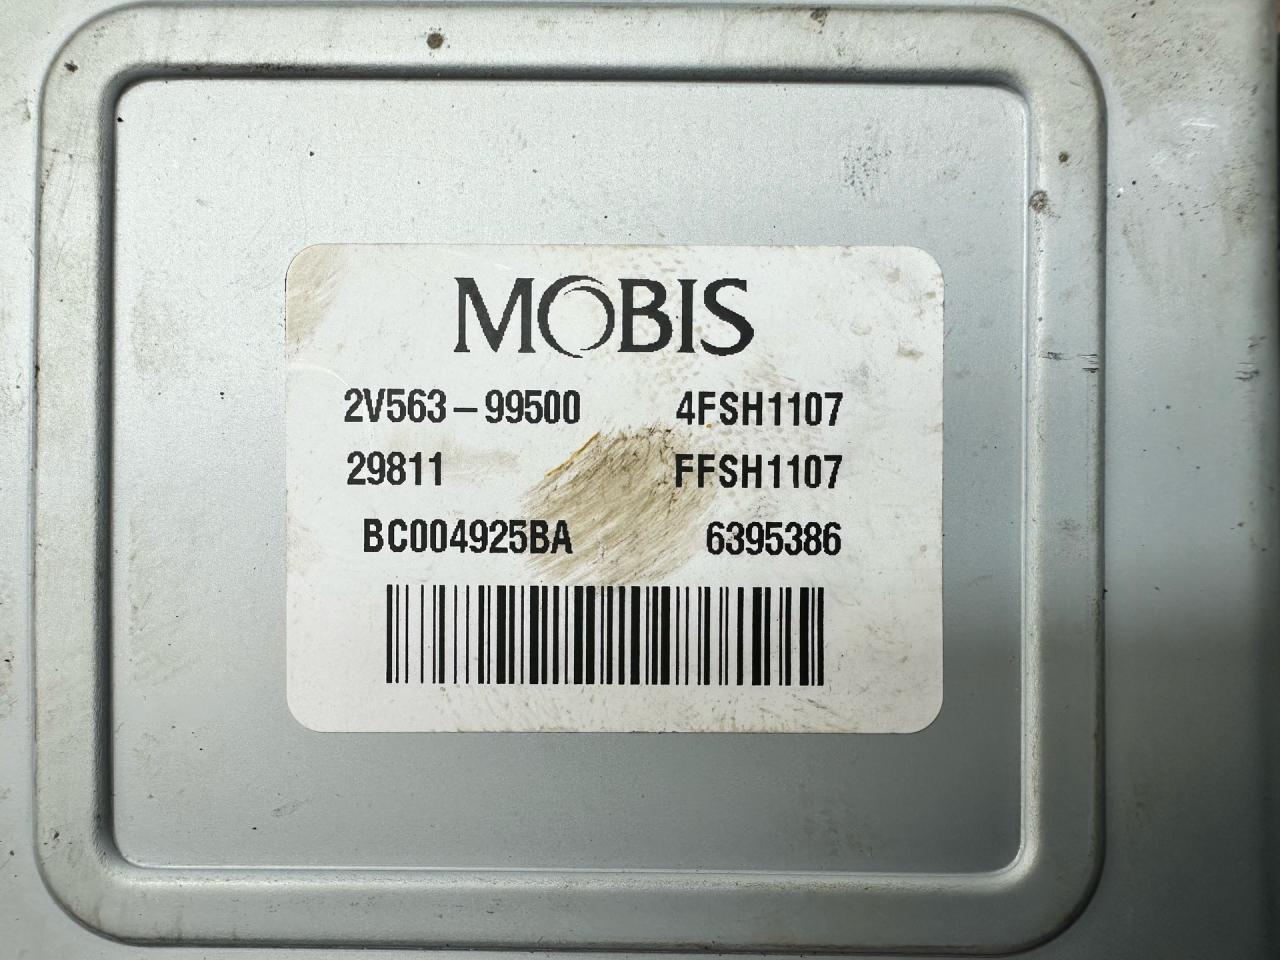 MOBIS
2V563-99500 4FSH1107
29811 FFSH1107
BC004925BA 6395386